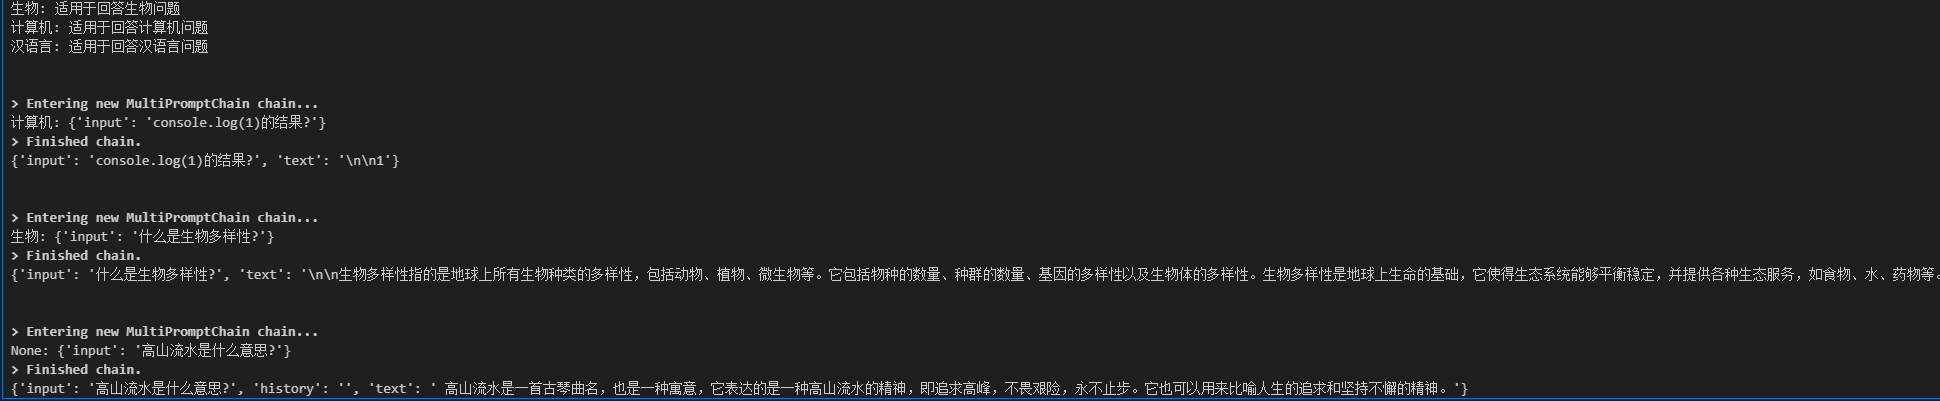 生物: 适用于回答生物问题
计算机: 适用于回答计算机问题
汉语言: 适用于回答汉语言问题
> Entering new MultiPromptChain chain...
计算机: {'input': 'console.log(1)的结果?'}
> Finished chain.
{'input': 'console.log(1)的结果?', 'text': '\n\n1'}
> Entering new MultiPromptChain chain...
生物: {'input': '什么是生物多样性?'}
> Finished chain.
{'input': '什么是生物多样性?', 'text': '\n\n生物多样性指的是地球上所有生物种类的多样性，包括动物、植物、微生物等。它包括物种的数量、种群的数量、基因的多样性以及生物体的多样性。生物多样性是地球上生命的基础，它使得生态系统能够平衡稳定，并提供各种生态服务，如食物、水、药物等。
> Entering new MultiPromptChain chain...
None: {'input': '高山流水是什么意思?'}
> Finished chain.
{'input': '高山流水是什么意思?', 'history': '', 'text': ' 高山流水是一首古琴曲名，也是一种寓意，它表达的是一种高山流水的精神，即追求高峰，不畏艰险，永不止步。它也可以用来比喻人生的追求和坚持不懈的精神。'}